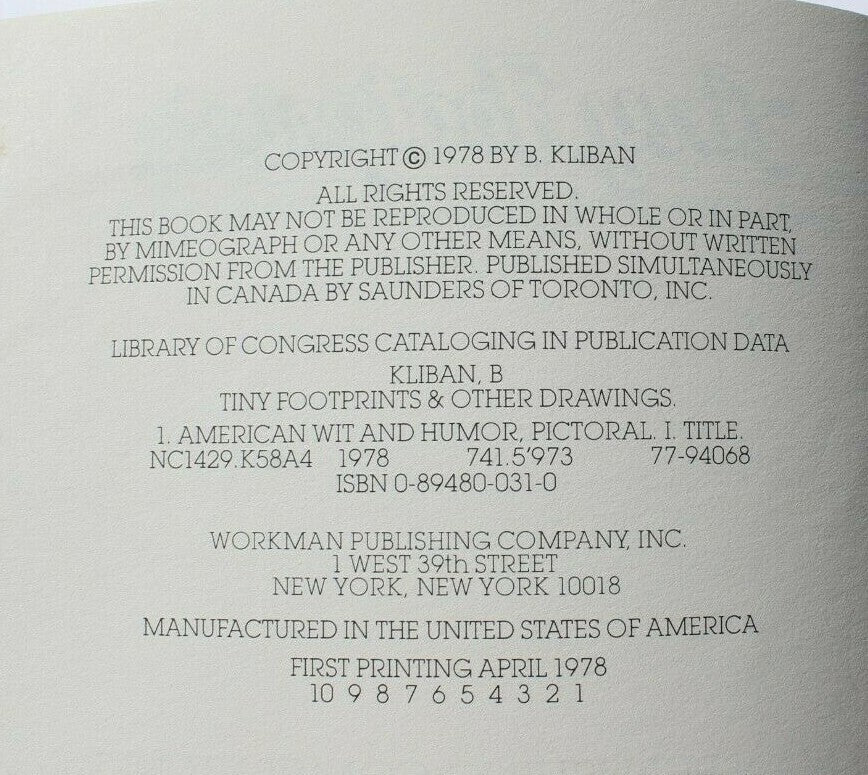 COPYRIGHT © 1978 BY B. KLIBAN
ALL RIGHTS RESERVED.
THIS BOOK MAY NOT BE REPRODUCED IN WHOLE OR IN PART,
BY MIMEOGRAPH OR ANY OTHER MEANS, WITHOUT WRITTEN
PERMISSION FROM THE PUBLISHER. PUBLISHED SIMULTANEOUSLY
IN CANADA BY SAUNDERS OF TORONTO, INC.
LIBRARY OF CONGRESS CATALOGING IN PUBLICATION DATA
KLIBAN, B
TINY FOOTPRINTS & OTHER DRAWINGS.
1. AMERICAN WIT AND HUMOR, PICTORAL. I. TITLE.
NC1429.K58A4 1978 741.5'973 77-94068
ISBN 0-89480-031-0
WORKMAN PUBLISHING COMPANY, INC.
1 WEST 39th STREET
NEW YORK, NEW YORK 10018
MANUFACTURED IN THE UNITED STATES OF AMERICA
FIRST PRINTING APRIL 1978
10 9 8 7 6 5 4 3 2 1